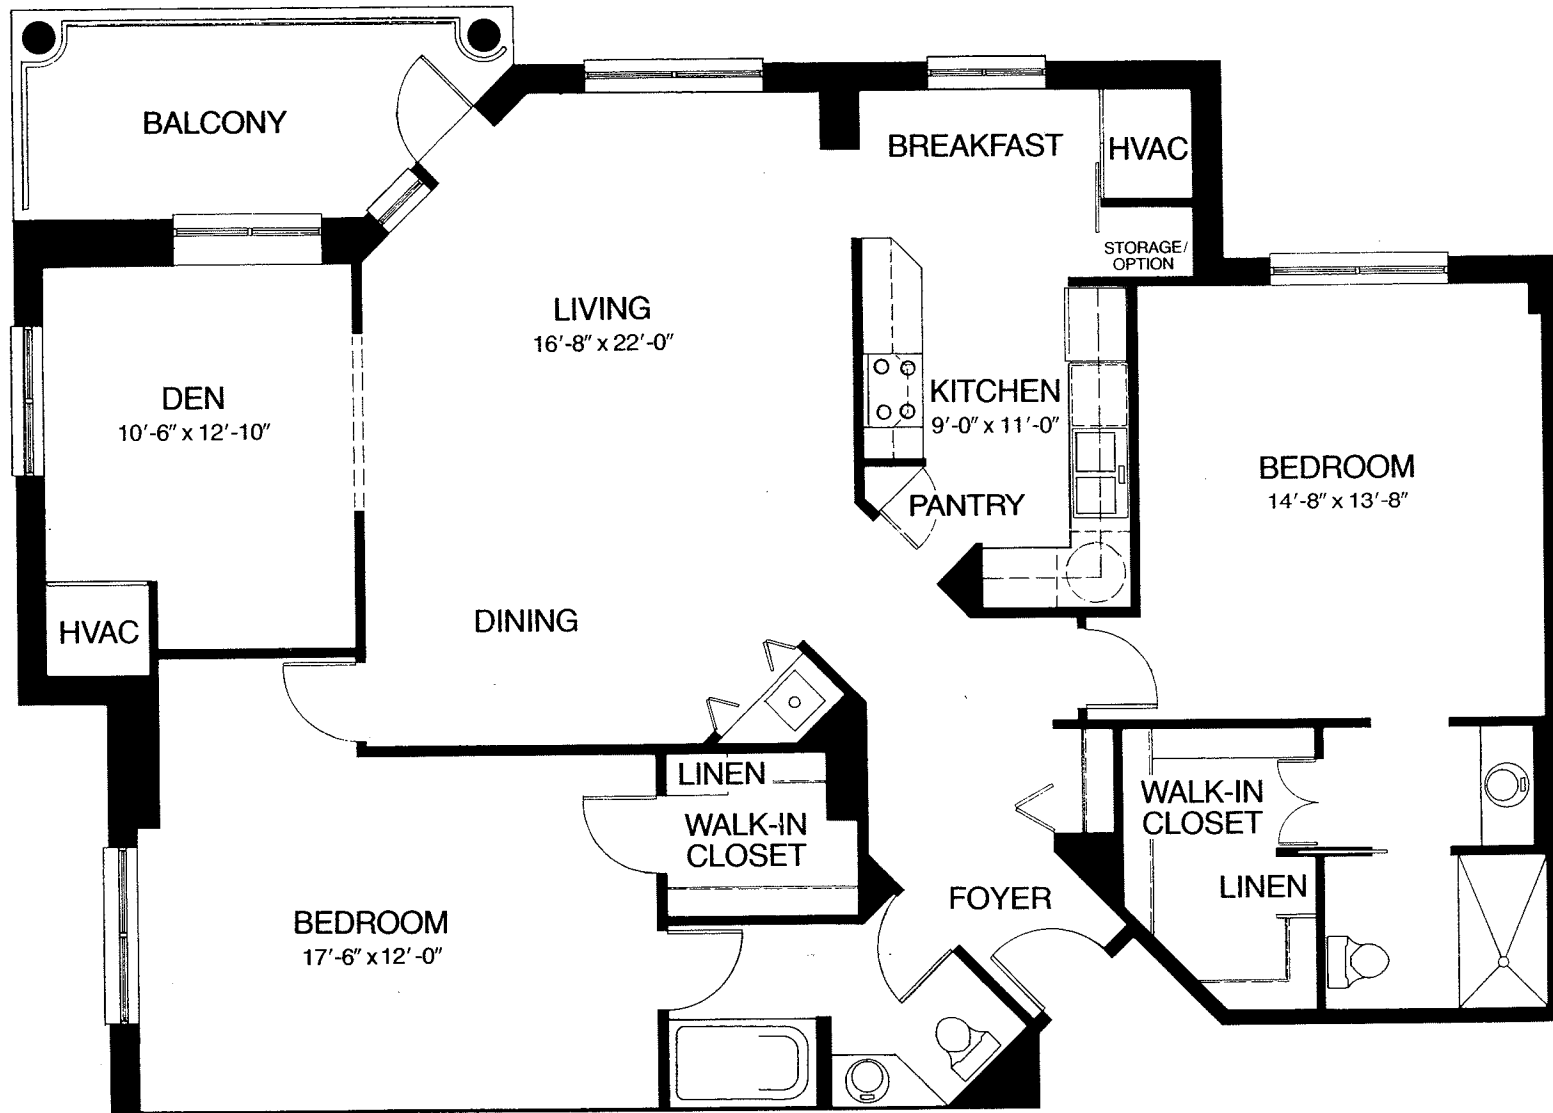 BALCONY
BREAKFAST
HVAC
STORAGE/
OPTION
LIVING
16'-8" x 22'-0"
DEN
10'-6" x 12'-10"
KITCHEN
9'-0" x 11'-0"
BEDROOM
14'-8" x 13'-8"
PANTRY
DINING
HVAC
LINEN
WALK-IN
CLOSET
WALK-IN
CLOSET
LINEN
FOYER
BEDROOM
17'-6" x 12'-0"